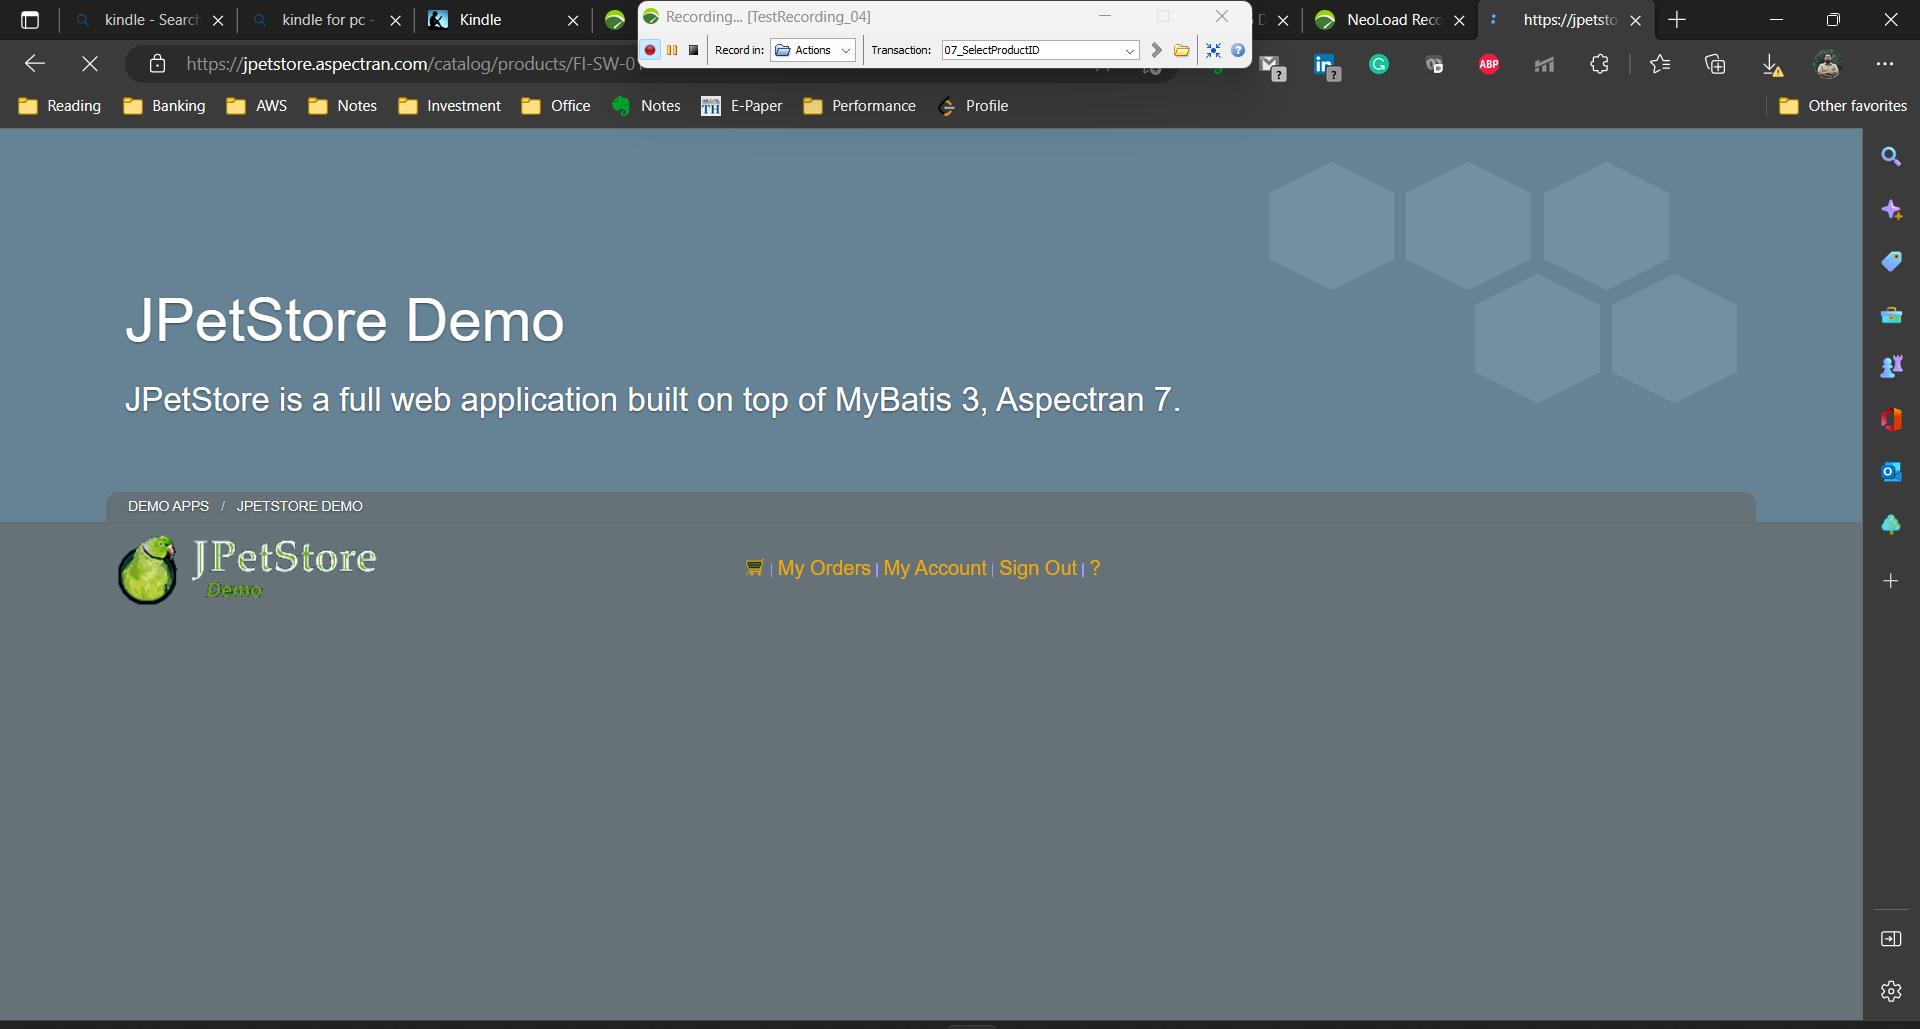 kindle - Search
kindle for pc -
Kindle
Recording... [TestRecording_04]
NeoLoad Reco
https://jpetsto
Record in:
Actions
Transaction:
07_SelectProductID
https://jpetstore.aspectran.com/catalog/products/FI-SW-01
?
in
?
G
ABP
Reading
Banking
AWS
Notes
Investment
Office
Notes
TH
E-Paper
Performance
Profile
Other favorites
JPetStore Demo
JPetStore is a full web application built on top of MyBatis 3, Aspectran 7.
DEMO APPS / JPETSTORE DEMO
JPetStore
Demo
| My Orders | My Account | Sign Out | ?